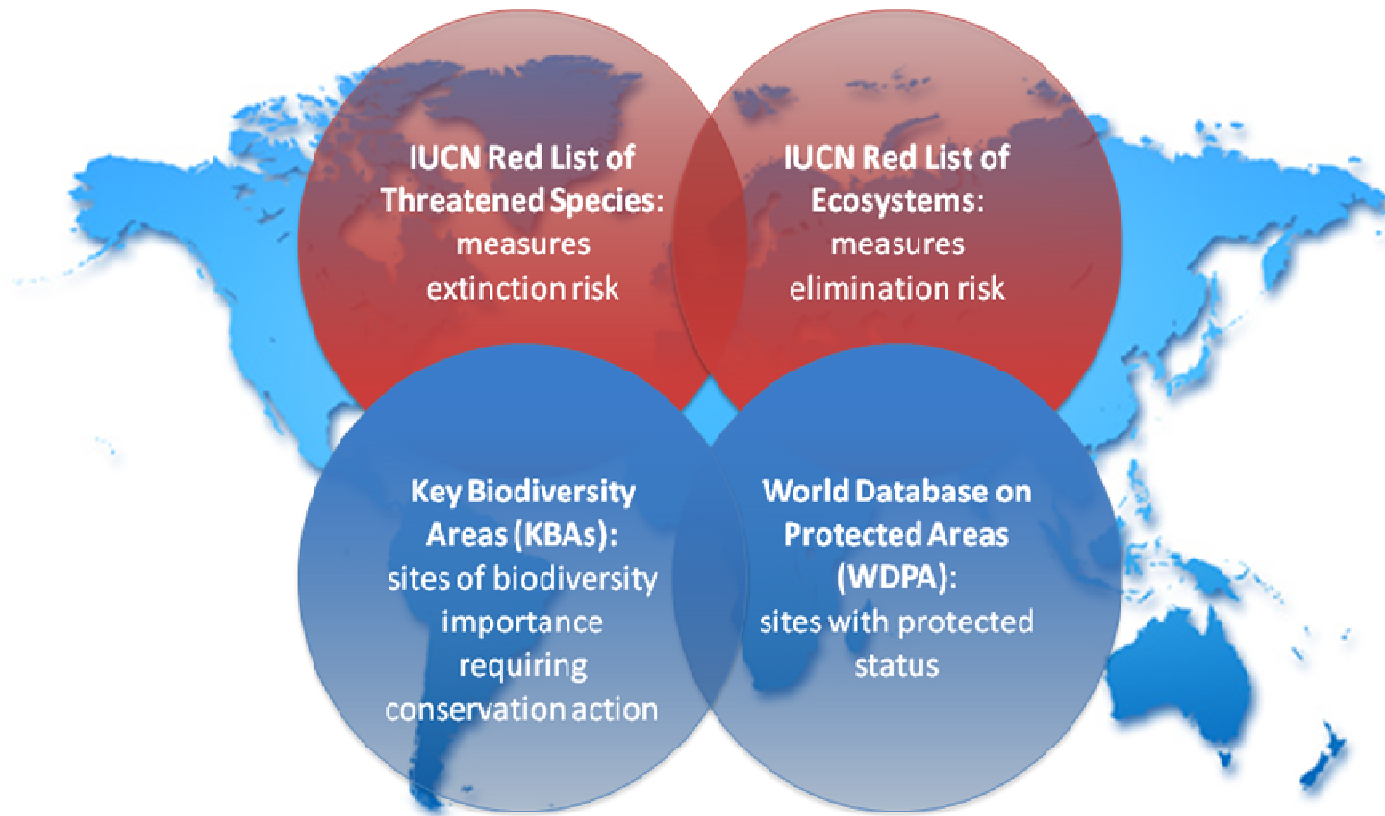 IUCN Red List of
Threatened Species:
measures
extinction risk
IUCN Red List of
Ecosystems:
measures
elimination risk
Key Biodiversity
Areas (KBAs):
sites of biodiversity
importance
requiring
conservation action
World Database on
Protected Areas
(WDPA):
sites with protected
status